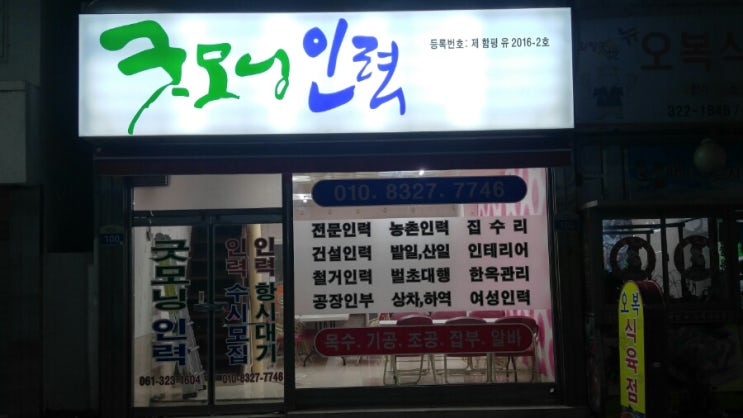 굿모닝 인력
등록번호: 제 함평 유 2016-2호
010. 8327. 7746
전문인력 농촌인력 집 수 리
건설인력 밭일,산일 인테리어
철거인력 벌초대행 한옥관리
공장인부 상차,하역 여성인력
목수. 기공. 조공. 잡부. 알바
굿모닝 인력
061-323-1604
인력 수시모집
인력 항시대기
010-8327-7746
오복식
322-1848
오복 식육점